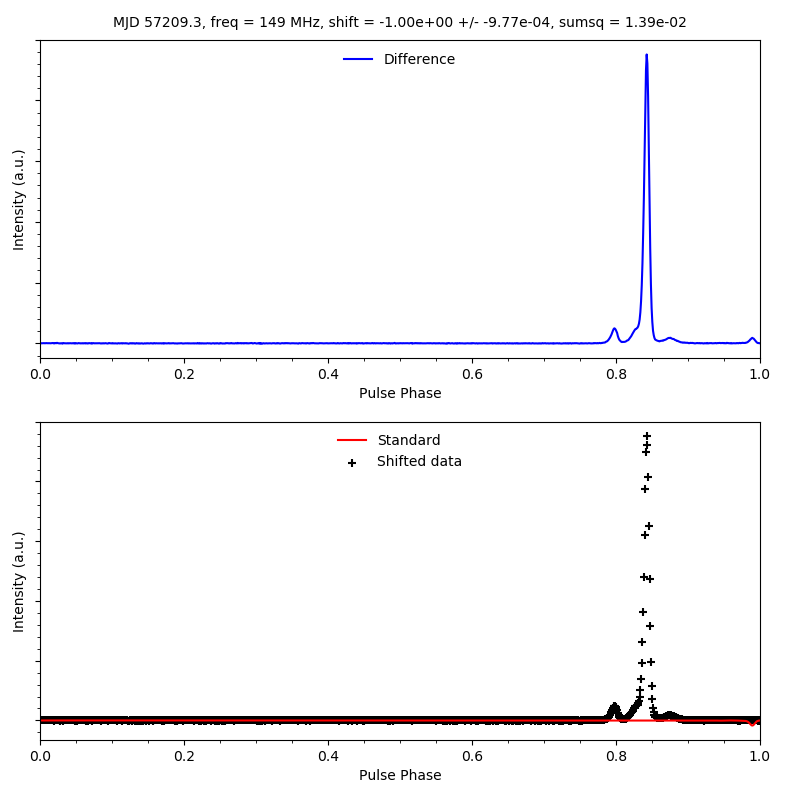 MJD 57209.3, freq = 149 MHz, shift = -1.00e+00 +/- -9.77e-04, sumsq = 1.39e-02
Difference
Intensity (a.u.)
0.0 0.2 0.4 0.6 0.8 1.0
Pulse Phase
Standard
Shifted data
Intensity (a.u.)
0.0 0.2 0.4 0.6 0.8 1.0
Pulse Phase